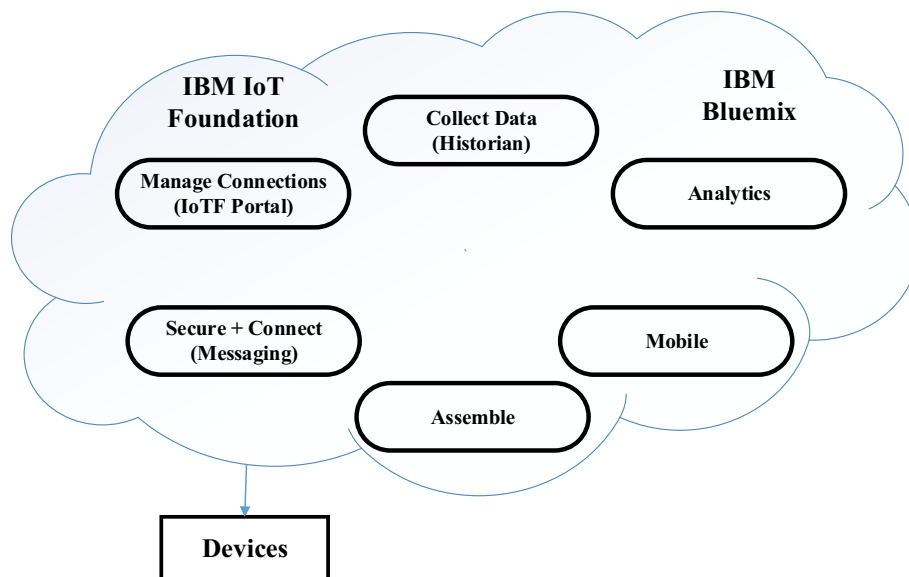 IBM IoT
Foundation
IBM
Bluemix
Collect Data
(Historian)
Manage Connections
(IoTF Portal)
Analytics
Secure + Connect
(Messaging)
Mobile
Assemble
Devices